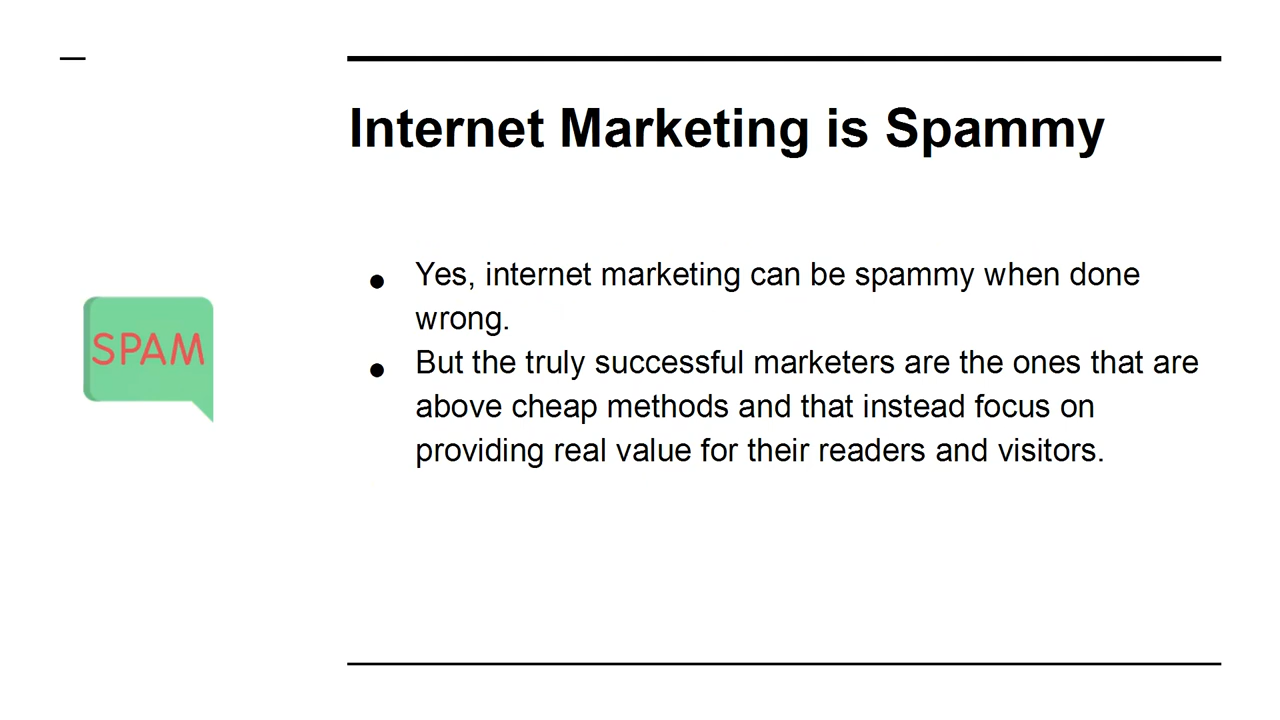 Internet Marketing is Spammy
SPAM
● Yes, internet marketing can be spammy when done
wrong.
● But the truly successful marketers are the ones that are
above cheap methods and that instead focus on
providing real value for their readers and visitors.